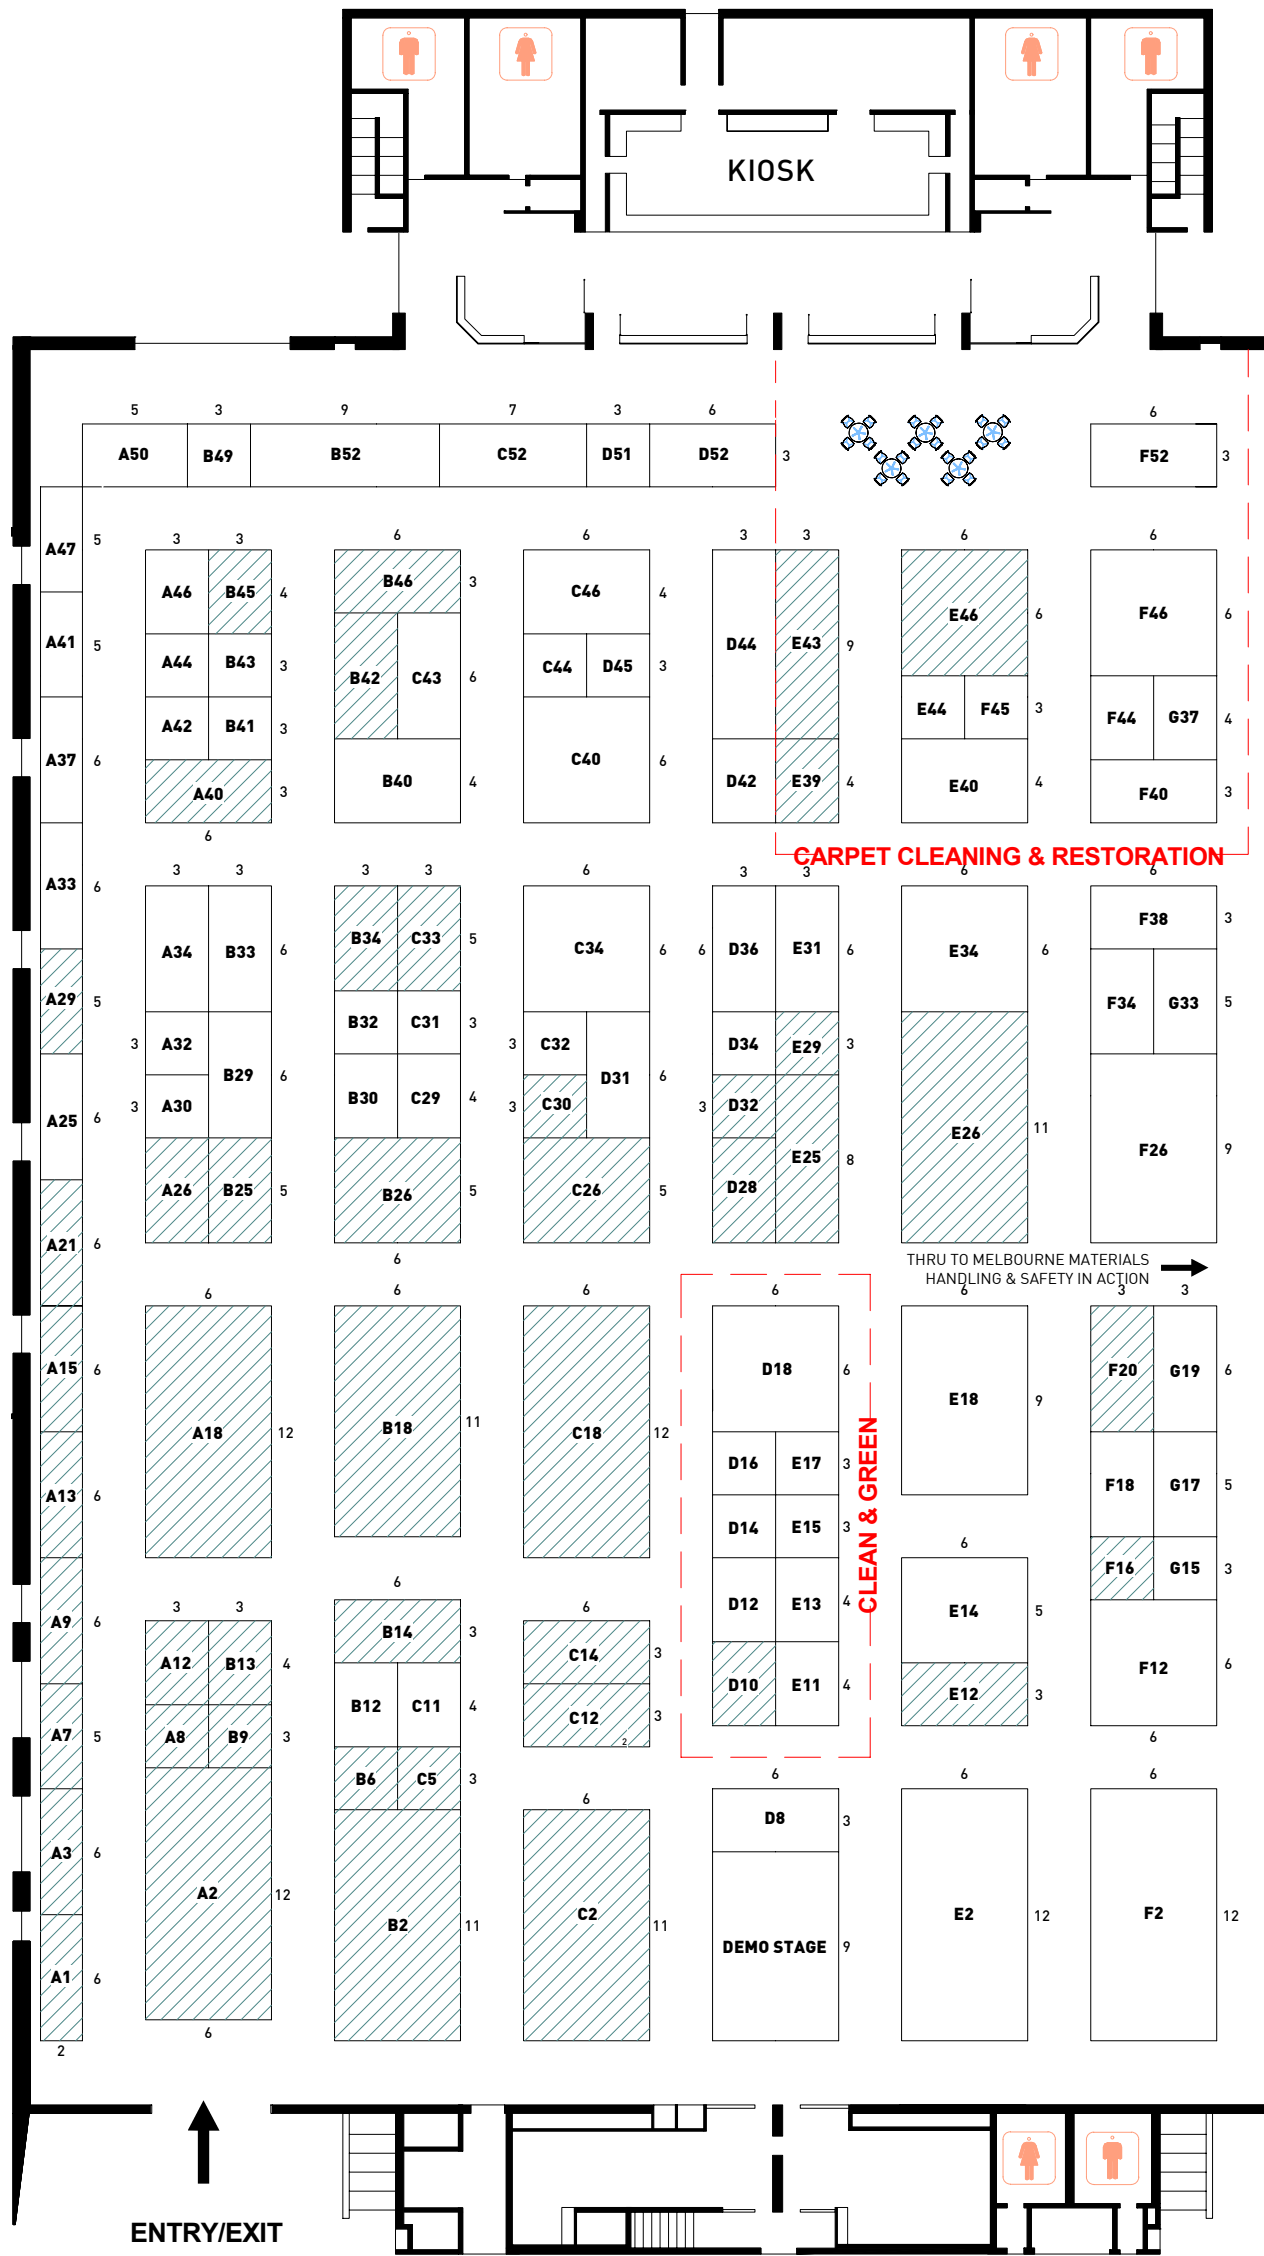 KIOSK
5 3 9 7 3 6 6
A50 B49 B52 C52 D51 D52 3 F52 3
A47 5
3 3 6 6 3 3 6 6
A46 B45 4 B46 3 C46 4 D44 E43 9 E46 6 F46 6
A41 5
A44 B43 3 B42 C43 6 C44 D45 3
E44 F45 3 F44 G37 4
A42 B41 3
A37 6 A40 3 B40 4 C40 6 D42 E39 4 E40 4 F40 3
6
CARPET CLEANING & RESTORATION
3 3 3 3 6 3 3 6 6
A33 6
A34 B33 6 B34 C33 5 C34 6 6 D36 E31 6 E34 6 F38 3
A29 5 F34 G33 5
3 A32 B32 C31 3 3 C32 D34 E29 3
B29 6 D31 6
3 A30 B30 C29 4 3 C30 3 D32
A25 6 E26 11 F26 9
A26 B25 5 B26 5 C26 5 D28 E25 8
A21 6
6
THRU TO MELBOURNE MATERIALS
HANDLING & SAFETY IN ACTION
6 6 6 6 6 3 3
A15 6 D18 6 F20 G19 6
A18 12 B18 11 C18 12 E18 9
D16 E17 3
A13 6 F18 G17 5
D14 E15 3
CLEAN & GREEN
6 6
F16 G15 3
A9 6 3 3 6 D12 E13 4 E14 5
A12 B13 4 B14 3 C14 3 F12 6
D10 E11 4 E12 3
A7 5 A8 B9 3 B12 C11 4 C12 3
2
6
B6 C5 3
6 6 6 6
A3 6 D8 3
A2 12 B2 11 C2 11 E2 12 F2 12
DEMO STAGE 9
A1 6
6
2
ENTRY/EXIT